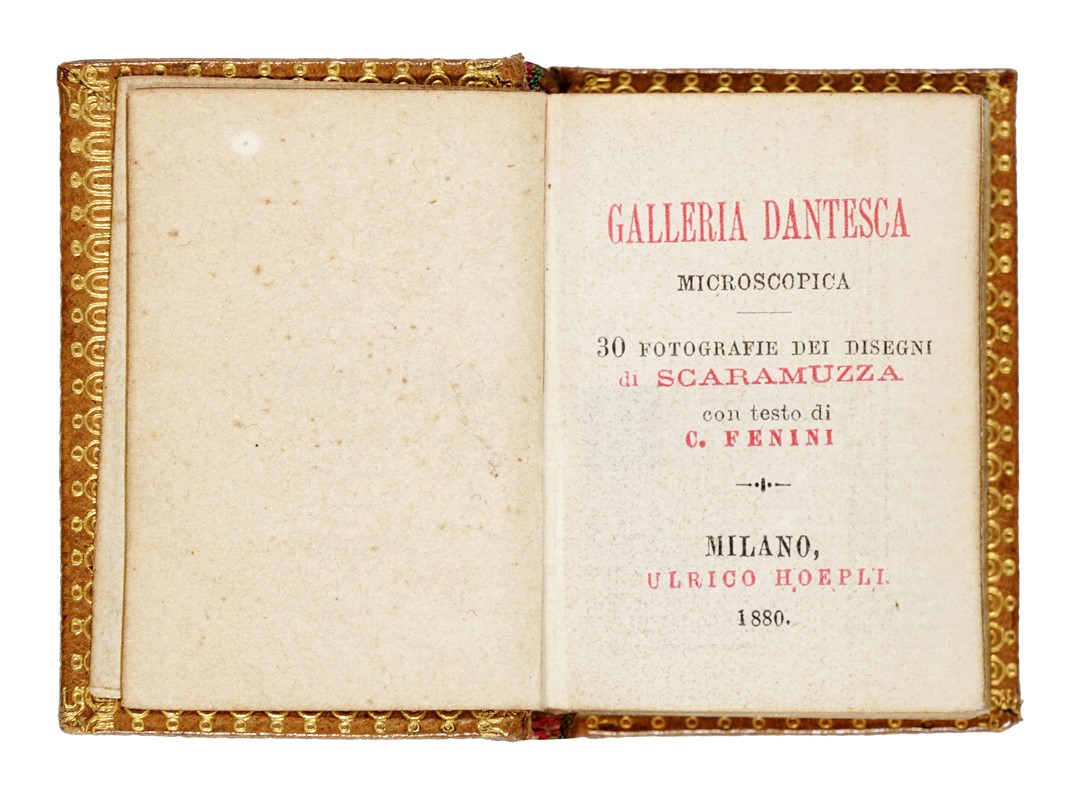 GALLERIA DANTESCA
MICROSCOPICA
30 FOTOGRAFIE DEI DISEGNI
di SCARAMUZZA
con testo di
C. FENINI
MILANO,
ULRICO HOEPLI.
1880.